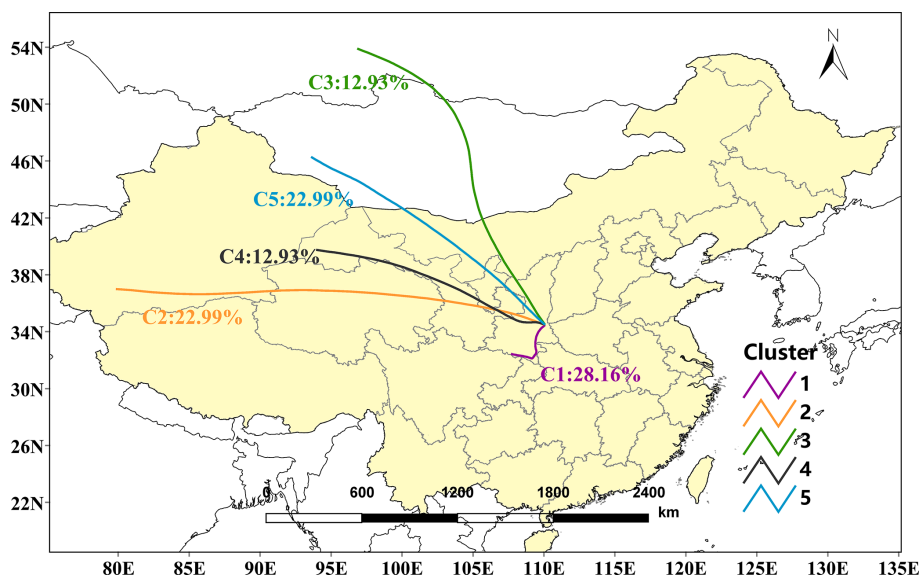 54N
50N
46N
42N
38N
34N
30N
26N
22N
N
C3:12.93%
C5:22.99%
C4:12.93%
C2:22.99%
C1:28.16%
Cluster
1
2
3
4
5
0 600 1200 1800 2400
km
80E 85E 90E 95E 100E 105E 110E 115E 120E 125E 130E 135E